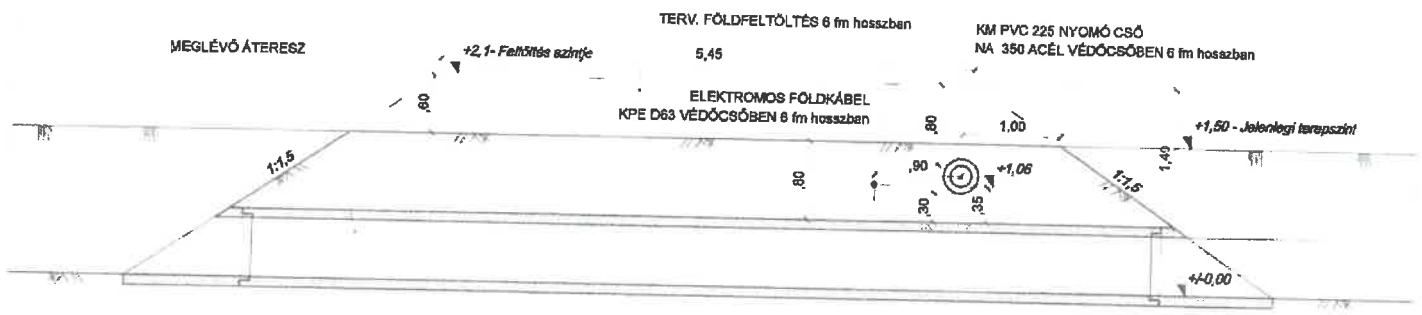 TERV. FÖLDFELTÖLTÉS 6 fm hosszban
KM PVC 225 NYOMÓ CSŐ
NA 350 ACÉL VÉDŐCSŐBEN 6 fm hosszban
MEGLÉVŐ ÁTERESZ
+2,1- Feltöltés szintje
5,45
ELEKTROMOS FÖLDKÁBEL
KPE D63 VÉDŐCSŐBEN 6 fm hosszban
,60
,80
1,00
+1,50 - Jelenlegi terepszint
1:1,5
,80
,90
+1,06
1:1,5
1,40
,30
,35
+/-0,00